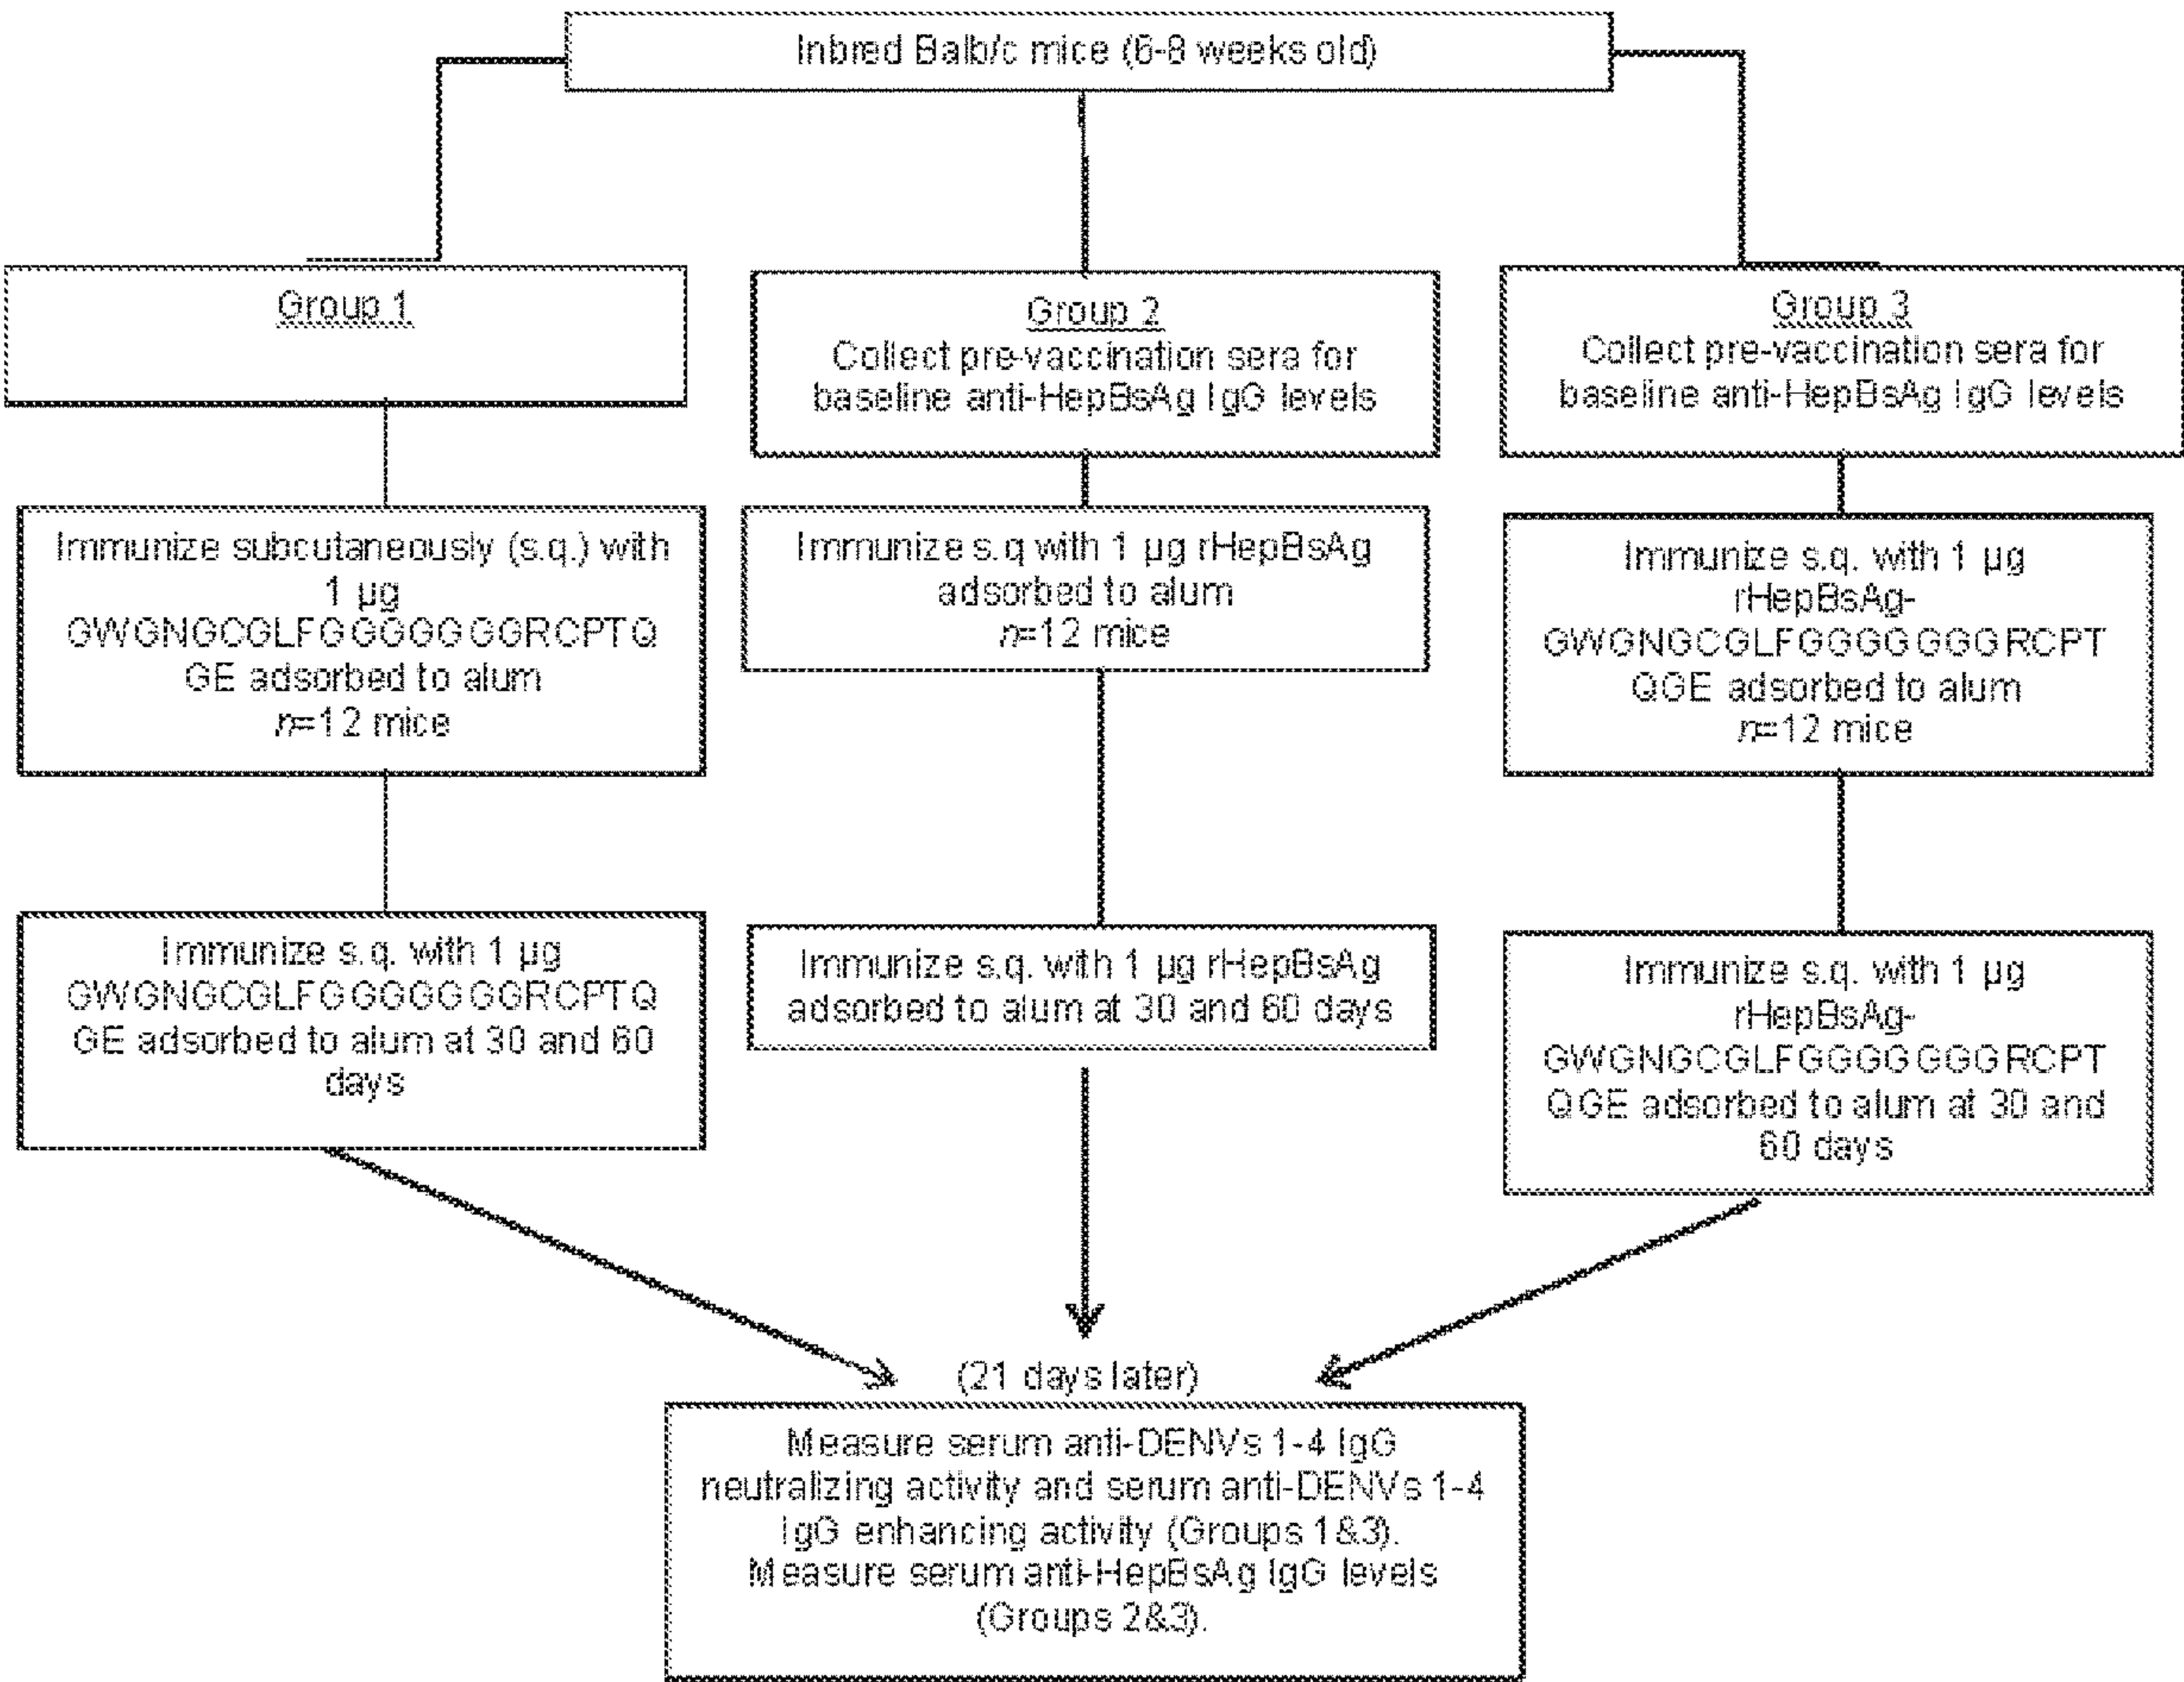 Inbred Balb/c mice (6-8 weeks old)
Group 1
Group 2
Collect pre-vaccination sera for
baseline anti-HepBsAg IgG levels
Group 3
Collect pre-vaccination sera for
baseline anti-HepBsAg IgG levels
Immunize subcutaneously (s.q.) with
1 µg
GWGNGCGLFGGGGGGGRCPTQ
GE adsorbed to alum
n=12 mice
Immunize s.q with 1 µg rHepBsAg
adsorbed to alum
n=12 mice
Immunize s.q. with 1 µg
rHepBsAg-
GWGNGCGLFGGGGGGGRCPT
QGE adsorbed to alum
n=12 mice
Immunize s.q. with 1 µg
GWGNGCGLFGGGGGGGRCPTQ
GE adsorbed to alum at 30 and 60
days
Immunize s.q. with 1 µg rHepBsAg
adsorbed to alum at 30 and 60 days
Immunize s.q. with 1 µg
rHepBsAg-
GWGNGCGLFGGGGGGGRCPT
QGE adsorbed to alum at 30 and
60 days
(21 days later)
Measure serum anti-DENVs 1-4 IgG
neutralizing activity and serum anti-DENVs 1-4
IgG enhancing activity (Groups 1&3).
Measure serum anti-HepBsAg IgG levels
(Groups 2&3).